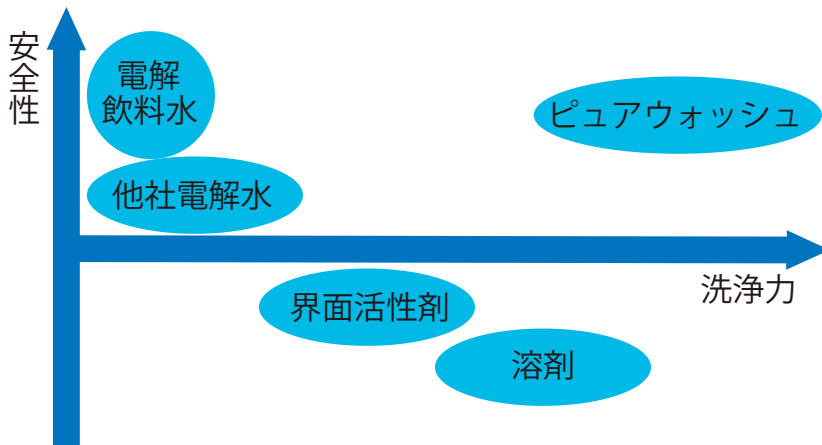 安全性
電解
飲料水
ピュアウォッシュ
他社電解水
洗浄力
界面活性剤
溶剤